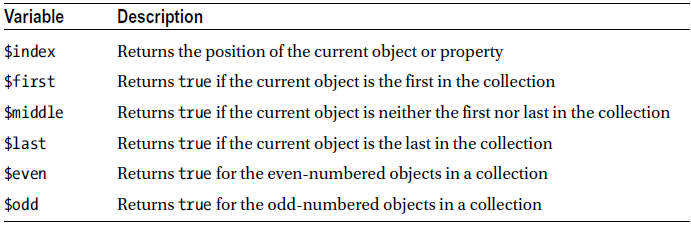 Variable Description
$index Returns the position of the current object or property
$first Returns true if the current object is the first in the collection
$middle Returns true if the current object is neither the first nor last in the collection
$last Returns true if the current object is the last in the collection
$even Returns true for the even-numbered objects in a collection
$odd Returns true for the odd-numbered objects in a collection